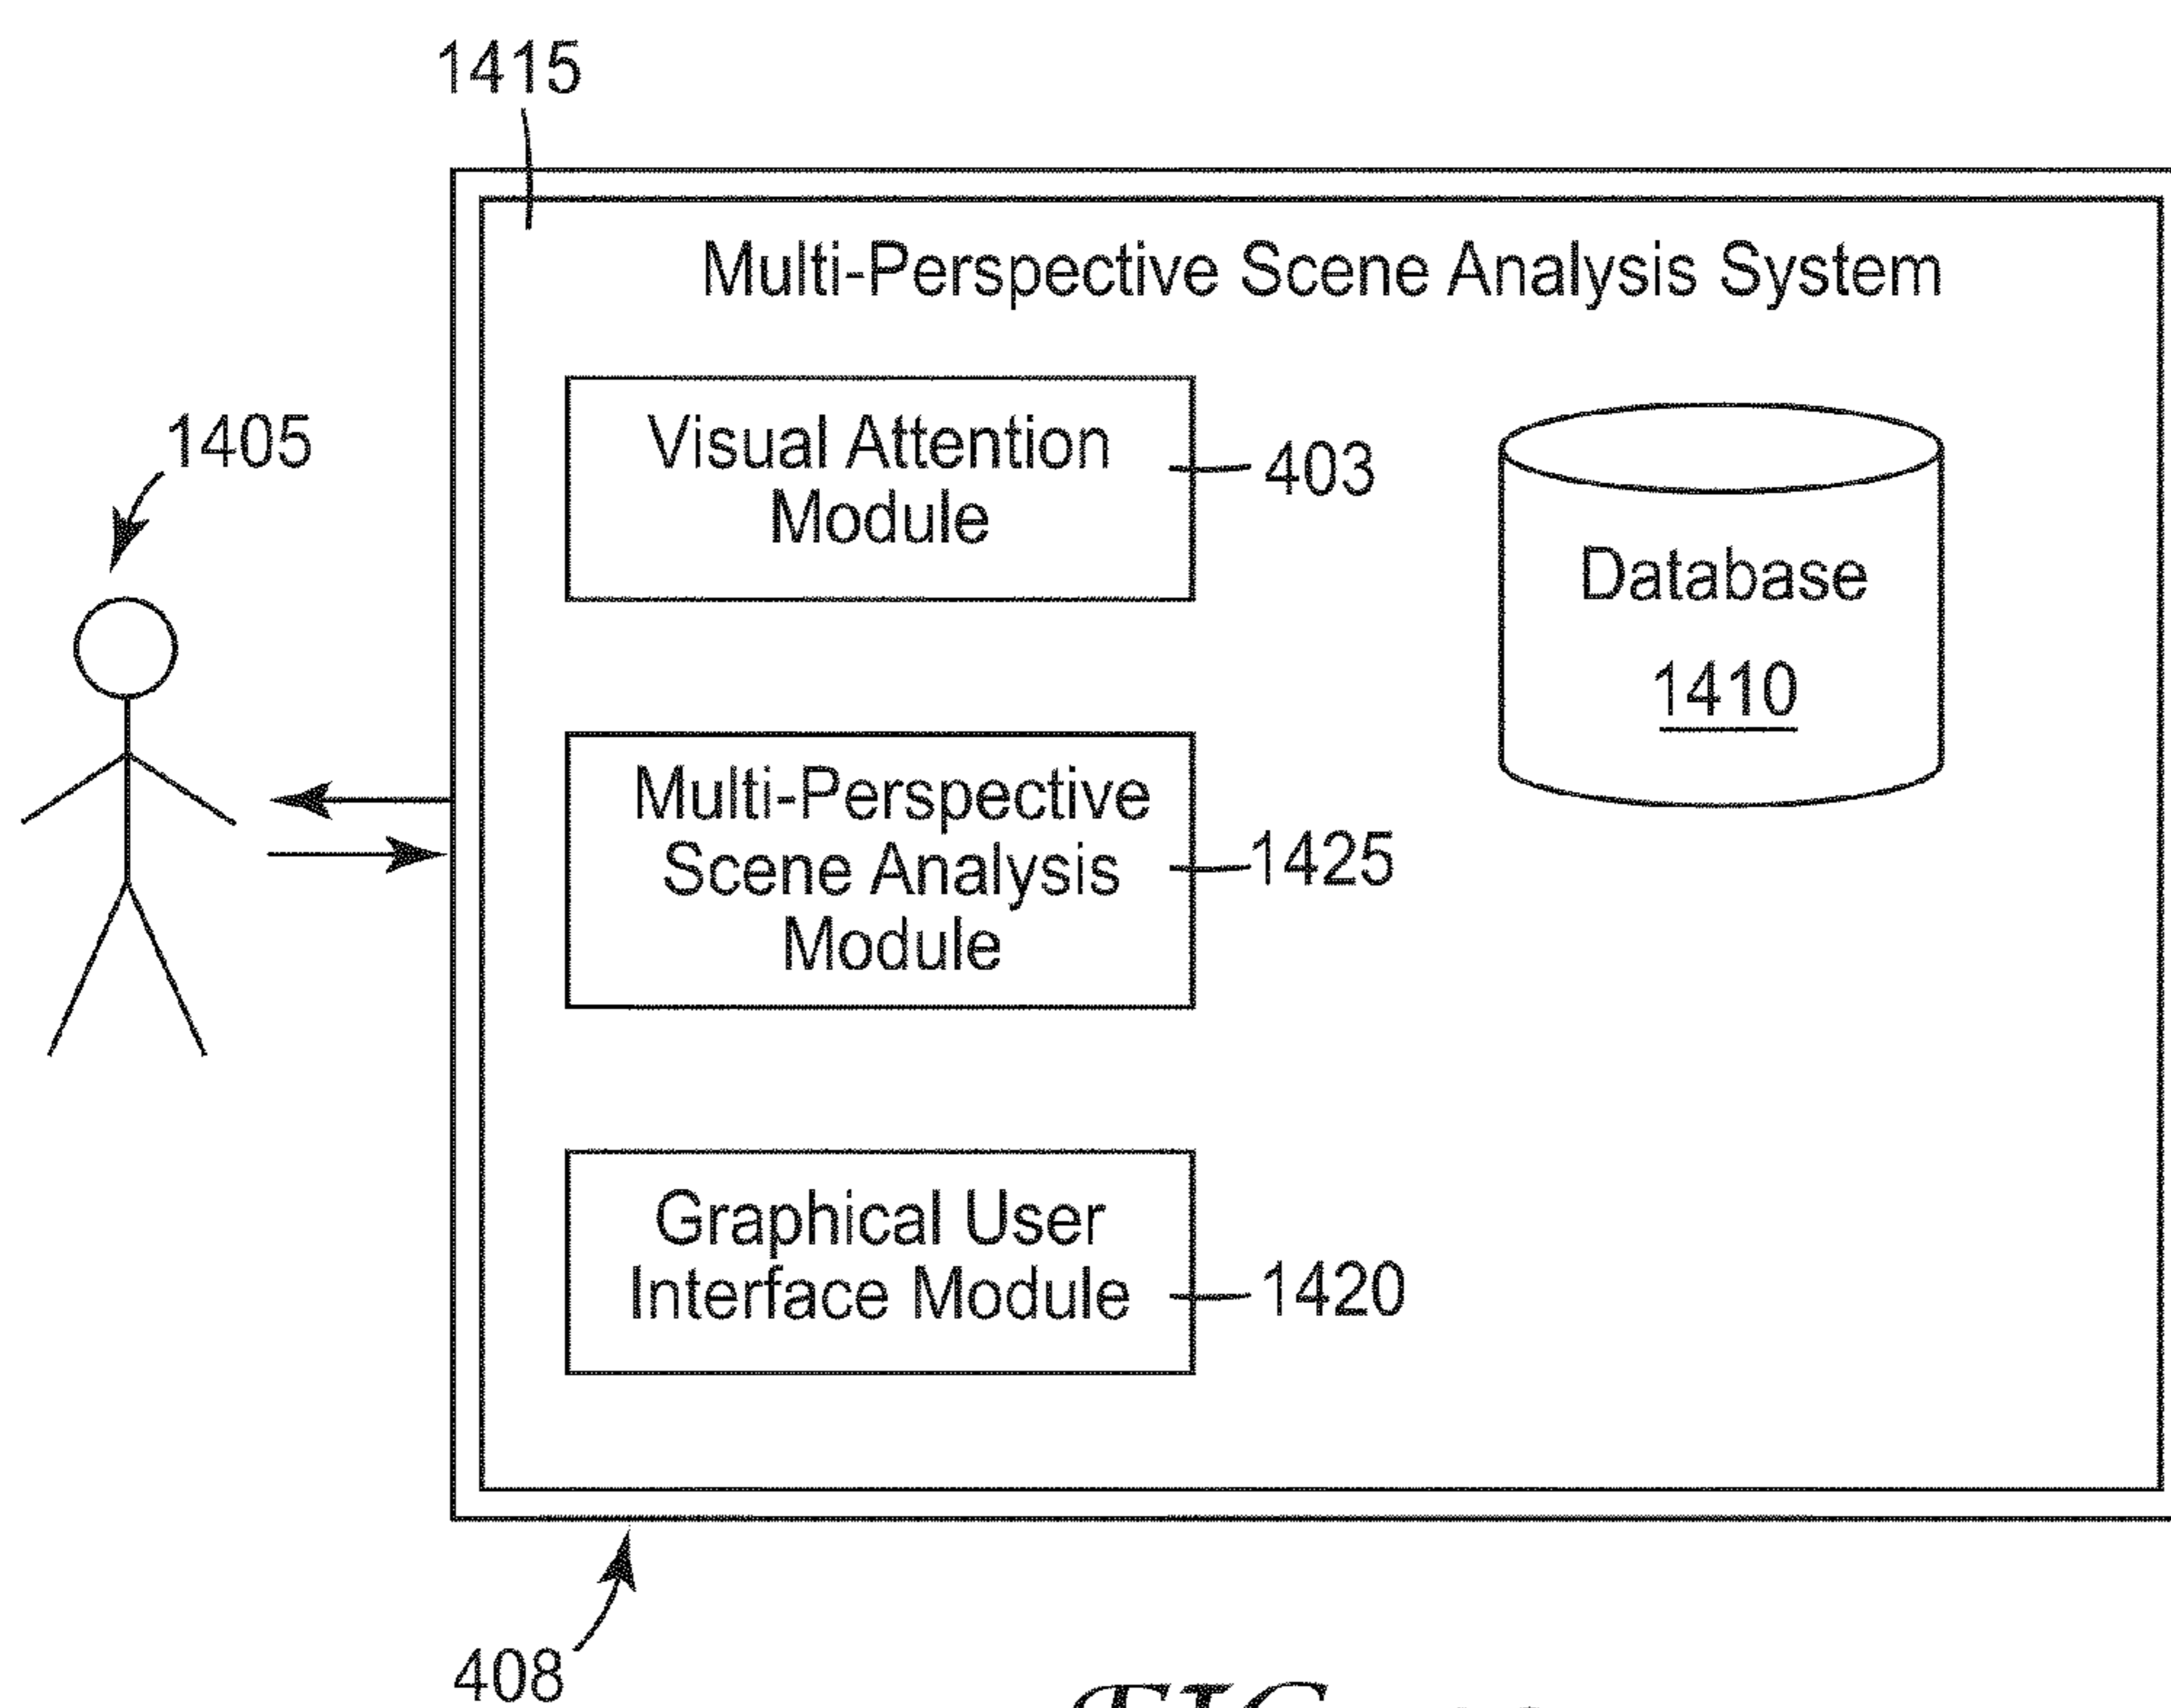 1415
Multi-Perspective Scene Analysis System
1405
Visual Attention
Module
403
Database
1410
Multi-Perspective
Scene Analysis
Module
1425
Graphical User
Interface Module
1420
408
FIG.